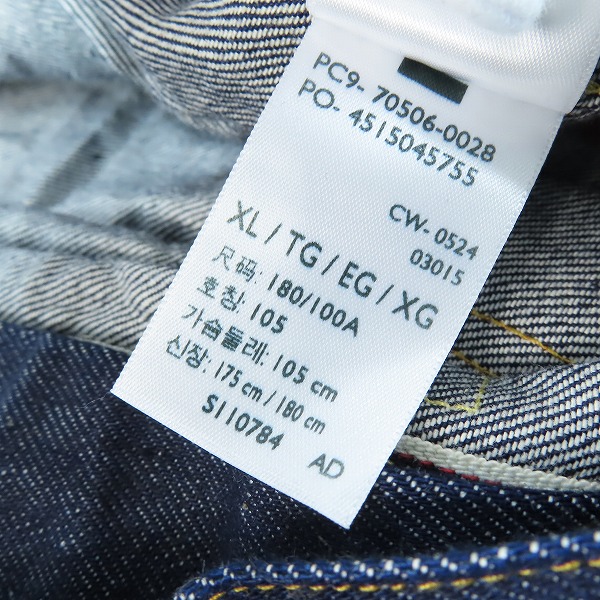 PC9- 70506-0028
PO- 4515045755
CW- 0524
03015
XL / TG / EG / XG
尺码: 180/100A
호칭: 105
가슴둘레: 105 cm
신장: 175 cm / 180 cm
S110784 AD